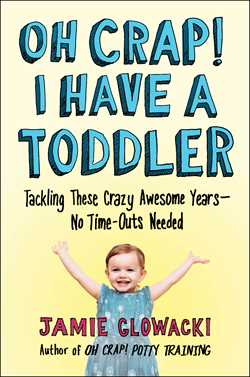 OH CRAP!
I HAVE A
TODDLER
Tackling These Crazy Awesome Years—
No Time-Outs Needed
JAMIE GLOWACKI
Author of OH CRAP! POTTY TRAINING